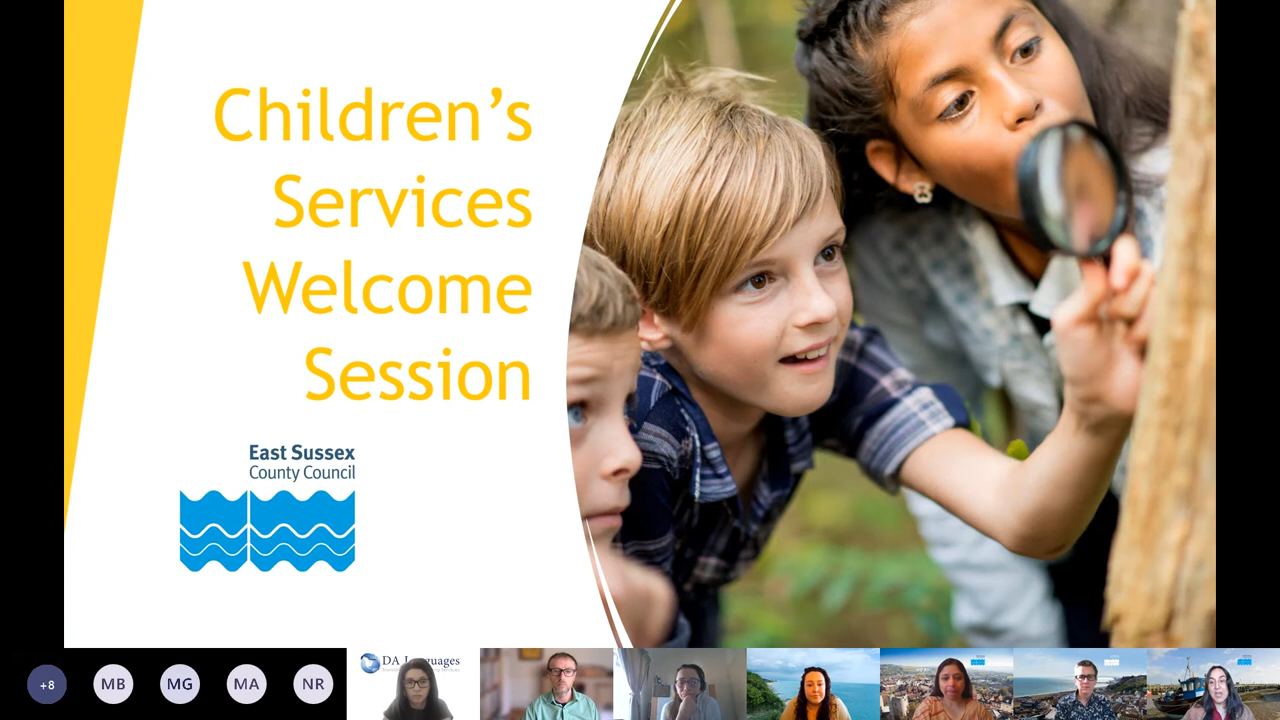 Children’s
Services
Welcome
Session
East Sussex
County Council
+8
MB
MG
MA
NR
DA Languages